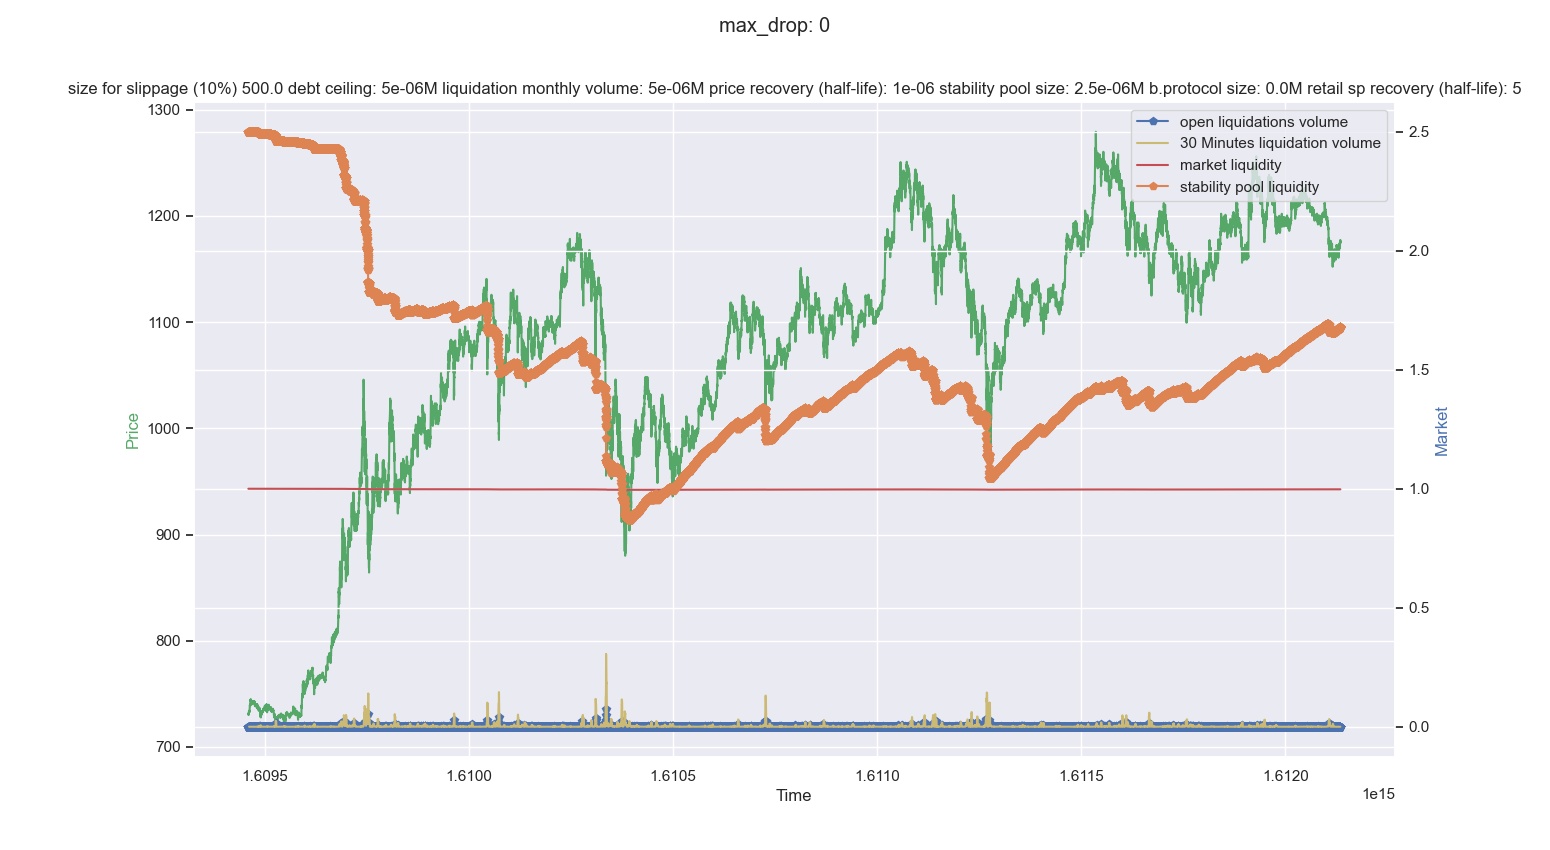 max_drop: 0
size for slippage (10%) 500.0 debt ceiling: 5e-06M liquidation monthly volume: 5e-06M price recovery (half-life): 1e-06 stability pool size: 2.5e-06M b.protocol size: 0.0M retail sp recovery (half-life): 5
open liquidations volume
30 Minutes liquidation volume
market liquidity
stability pool liquidity
1300
1200
1100
1000
900
800
700
Price
2.5
2.0
1.5
1.0
0.5
0.0
Market
1.6095
1.6100
1.6105
1.6110
1.6115
1.6120
1e15
Time